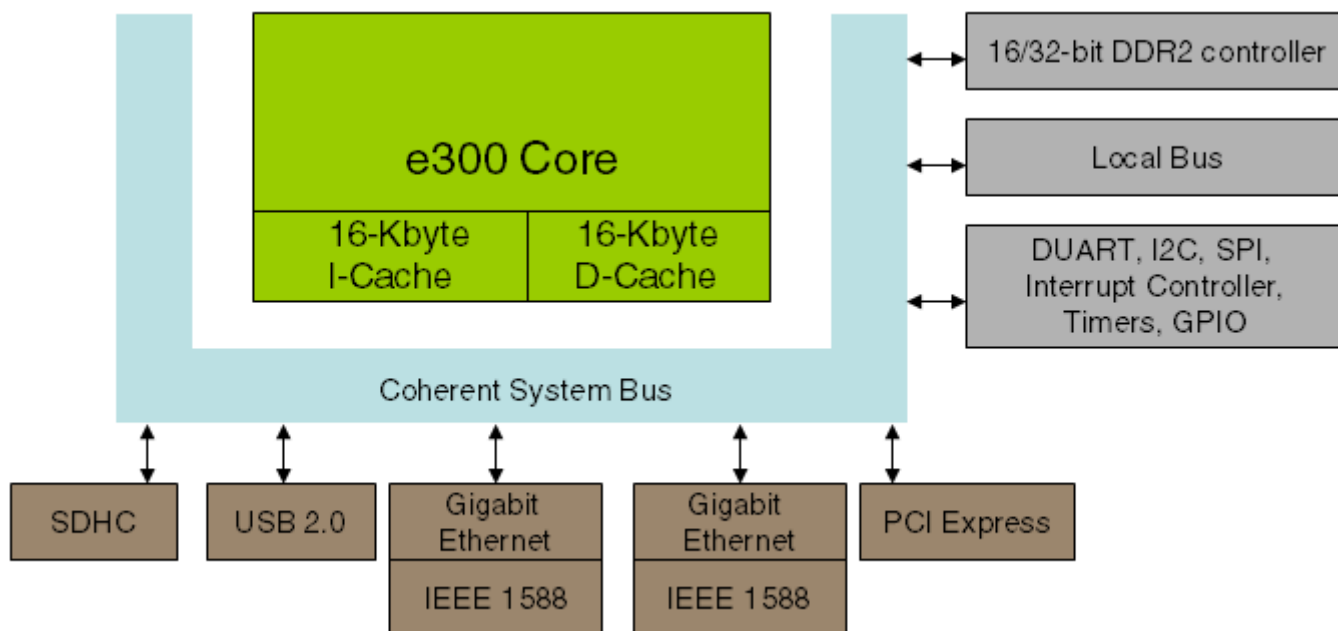 e300 Core
16-Kbyte
I-Cache
16-Kbyte
D-Cache
Coherent System Bus
16/32-bit DDR2 controller
Local Bus
DUART, I2C, SPI,
Interrupt Controller,
Timers, GPIO
SDHC
USB 2.0
Gigabit
Ethernet
IEEE 1588
Gigabit
Ethernet
IEEE 1588
PCI Express